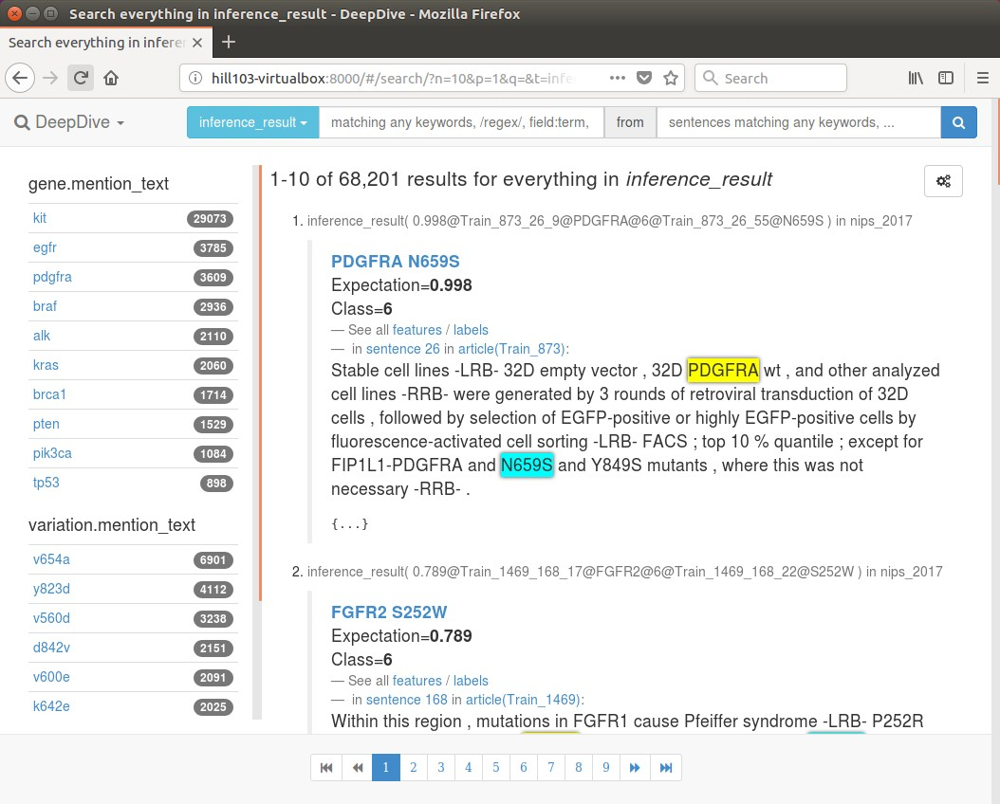 Search everything in inference_result - DeepDive - Mozilla Firefox
Search everything in infere
hill103-virtualbox:8000/#/search/?n=10&p=1&q=&t=infe
Search
DeepDive
inference_result
matching any keywords, /regex/, field:term,
from
sentences matching any keywords, ...
gene.mention_text
kit 29073
egfr 3785
pdgfra 3609
braf 2936
alk 2110
kras 2060
brca1 1714
pten 1529
pik3ca 1084
tp53 898
variation.mention_text
v654a 6901
y823d 4112
v560d 3238
d842v 2151
v600e 2091
k642e 2025
1-10 of 68,201 results for everything in inference_result
1. inference_result( 0.998@Train_873_26_9@PDGFRA@6@Train_873_26_55@N659S ) in nips_2017
PDGFRA N659S
Expectation=0.998
Class=6
— See all features / labels
— in sentence 26 in article(Train_873):
Stable cell lines -LRB- 32D empty vector , 32D PDGFRA wt , and other analyzed
cell lines -RRB- were generated by 3 rounds of retroviral transduction of 32D
cells , followed by selection of EGFP-positive or highly EGFP-positive cells by
fluorescence-activated cell sorting -LRB- FACS ; top 10 % quantile ; except for
FIP1L1-PDGFRA and N659S and Y849S mutants , where this was not
necessary -RRB- .
{...}
2. inference_result( 0.789@Train_1469_168_17@FGFR2@6@Train_1469_168_22@S252W ) in nips_2017
FGFR2 S252W
Expectation=0.789
Class=6
— See all features / labels
— in sentence 168 in article(Train_1469):
Within this region , mutations in FGFR1 cause Pfeiffer syndrome -LRB- P252R
1 2 3 4 5 6 7 8 9